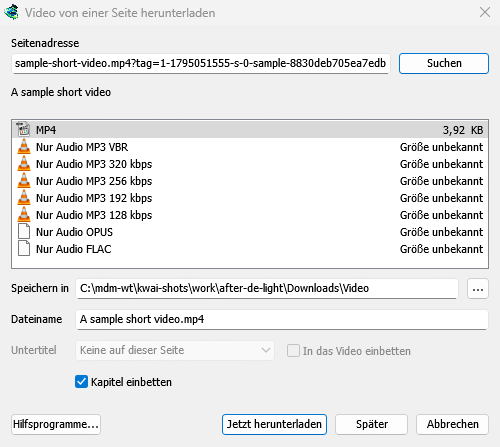 Video von einer Seite herunterladen
Seitenadresse
sample-short-video.mp4?tag=1-1795051555-s-0-sample-8830deb705ea7edb
Suchen
A sample short video
MP4 3,92 KB
Nur Audio MP3 VBR Größe unbekannt
Nur Audio MP3 320 kbps Größe unbekannt
Nur Audio MP3 256 kbps Größe unbekannt
Nur Audio MP3 192 kbps Größe unbekannt
Nur Audio MP3 128 kbps Größe unbekannt
Nur Audio OPUS Größe unbekannt
Nur Audio FLAC Größe unbekannt
Speichern in C:\mdm-wt\kwai-shots\work\after-de-light\Downloads\Video ...
Dateiname A sample short video.mp4
Untertitel Keine auf dieser Seite In das Video einbetten
Kapitel einbetten
Hilfsprogramme... Jetzt herunterladen Später Abbrechen